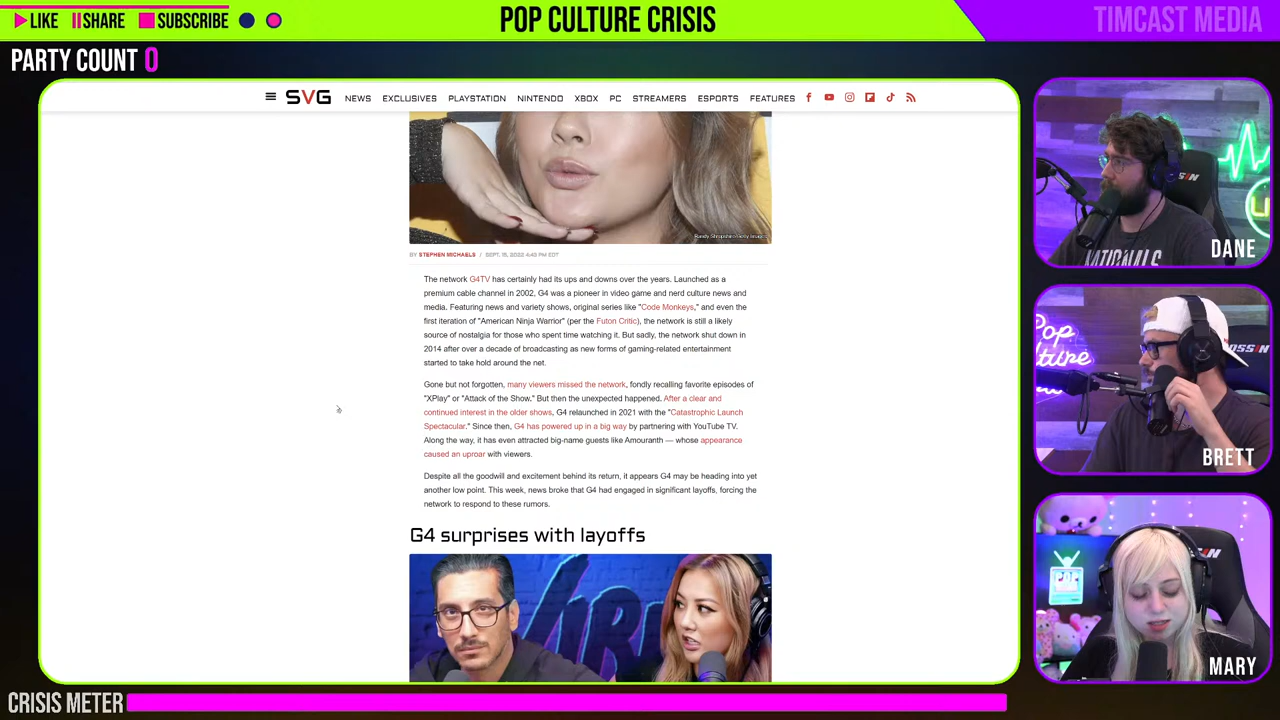 LIKE SHARE SUBSCRIBE
POP CULTURE CRISIS
TIMCAST MEDIA
PARTY COUNT 0
SVG NEWS EXCLUSIVES PLAYSTATION NINTENDO XBOX PC STREAMERS ESPORTS FEATURES
BY STEPHEN MICHAELS / SEPT. 15, 2022 4:43 PM EDT
The network G4TV has certainly had its ups and downs over the years. Launched as a
premium cable channel in 2002, G4 was a pioneer in video game and nerd culture news and
media. Featuring news and variety shows, original series like "Code Monkeys," and even the
first iteration of "American Ninja Warrior" (per the Futon Critic), the network is still a likely
source of nostalgia for those who spent time watching it. But sadly, the network shut down in
2014 after over a decade of broadcasting as new forms of gaming-related entertainment
started to take hold around the net.
Gone but not forgotten, many viewers missed the network, fondly recalling favorite episodes of
"XPlay" or "Attack of the Show." But then the unexpected happened. After a clear and
continued interest in the older shows, G4 relaunched in 2021 with the "Catastrophic Launch
Spectacular." Since then, G4 has powered up in a big way by partnering with YouTube TV.
Along the way, it has even attracted big-name guests like Amouranth — whose appearance
caused an uproar with viewers.
Despite all the goodwill and excitement behind its return, it appears G4 may be heading into yet
another low point. This week, news broke that G4 had engaged in significant layoffs, forcing the
network to respond to these rumors.
G4 surprises with layoffs
NATIONALS
DANE
Pop
BRETT
POP
MARY
CRISIS METER